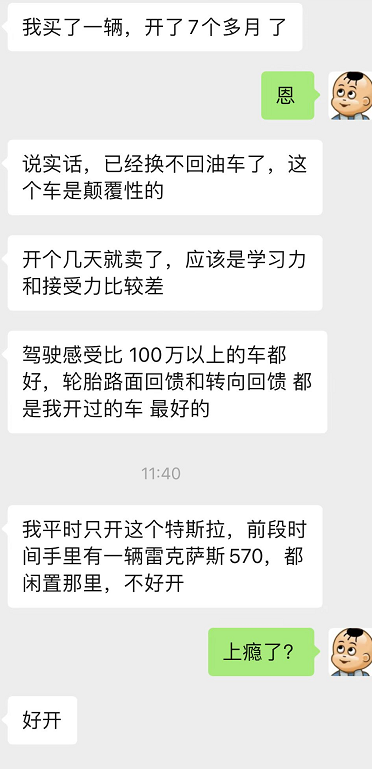 我买了一辆，开了7个多月 了
恩
说实话，已经换不回油车了，这
个车是颠覆性的
开个几天就卖了，应该是学习力
和接受力比较差
驾驶感受比 100万以上的车都
好，轮胎路面回馈和转向回馈 都
是我开过的车 最好的
11:40
我平时只开这个特斯拉，前段时
间手里有一辆雷克萨斯570，都
闲置那里，不好开
上瘾了？
好开